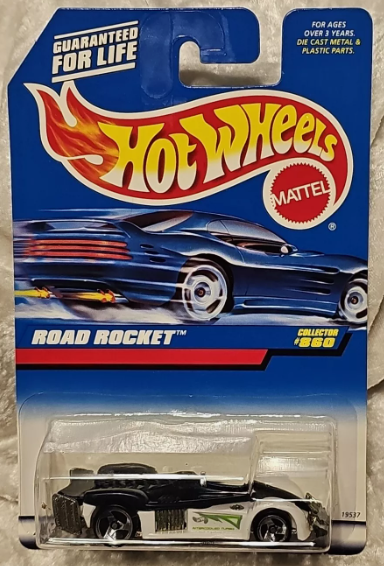 GUARANTEED
FOR LIFE
FOR AGES
OVER 3 YEARS.
DIE CAST METAL &
PLASTIC PARTS.
HOT WHEELS
MATTEL
®
ROAD ROCKET™
COLLECTOR
#860
19537